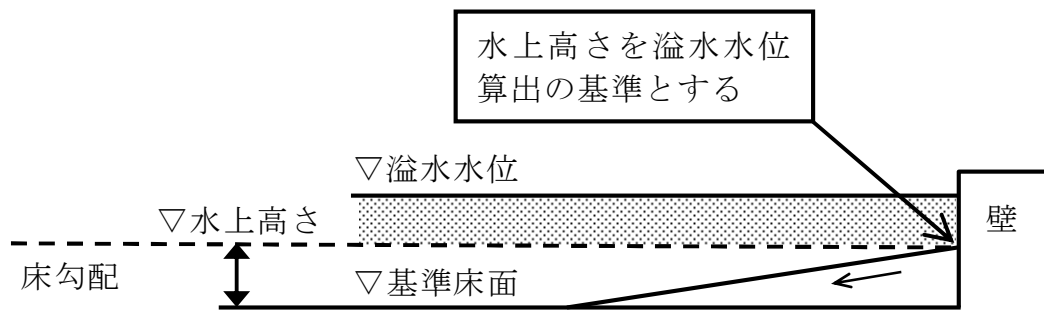 水上高さを溢水水位
算出の基準とする
▽溢水水位
▽水上高さ
壁
床勾配
▽基準床面